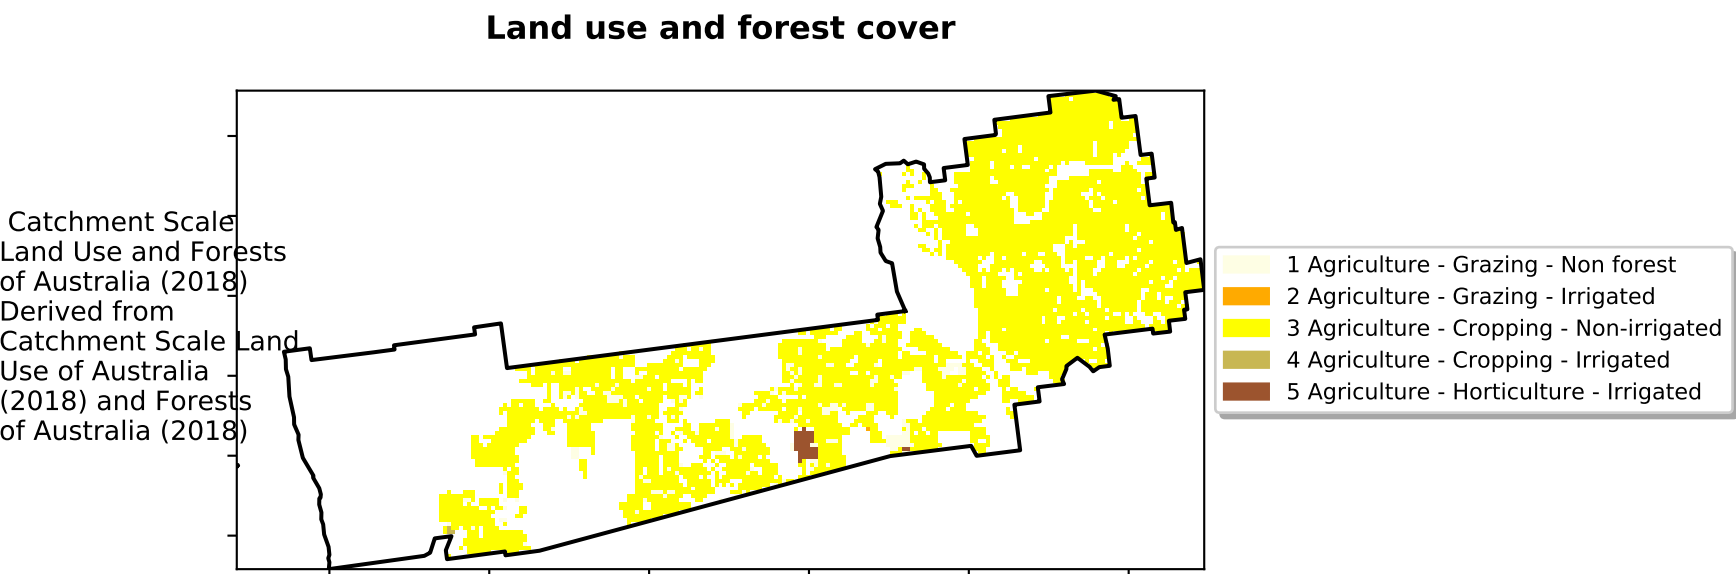 Land use and forest cover
Catchment Scale
Land Use and Forests
of Australia (2018)
Derived from
Catchment Scale Land
Use of Australia
(2018) and Forests
of Australia (2018)
1 Agriculture - Grazing - Non forest
2 Agriculture - Grazing - Irrigated
3 Agriculture - Cropping - Non-irrigated
4 Agriculture - Cropping - Irrigated
5 Agriculture - Horticulture - Irrigated